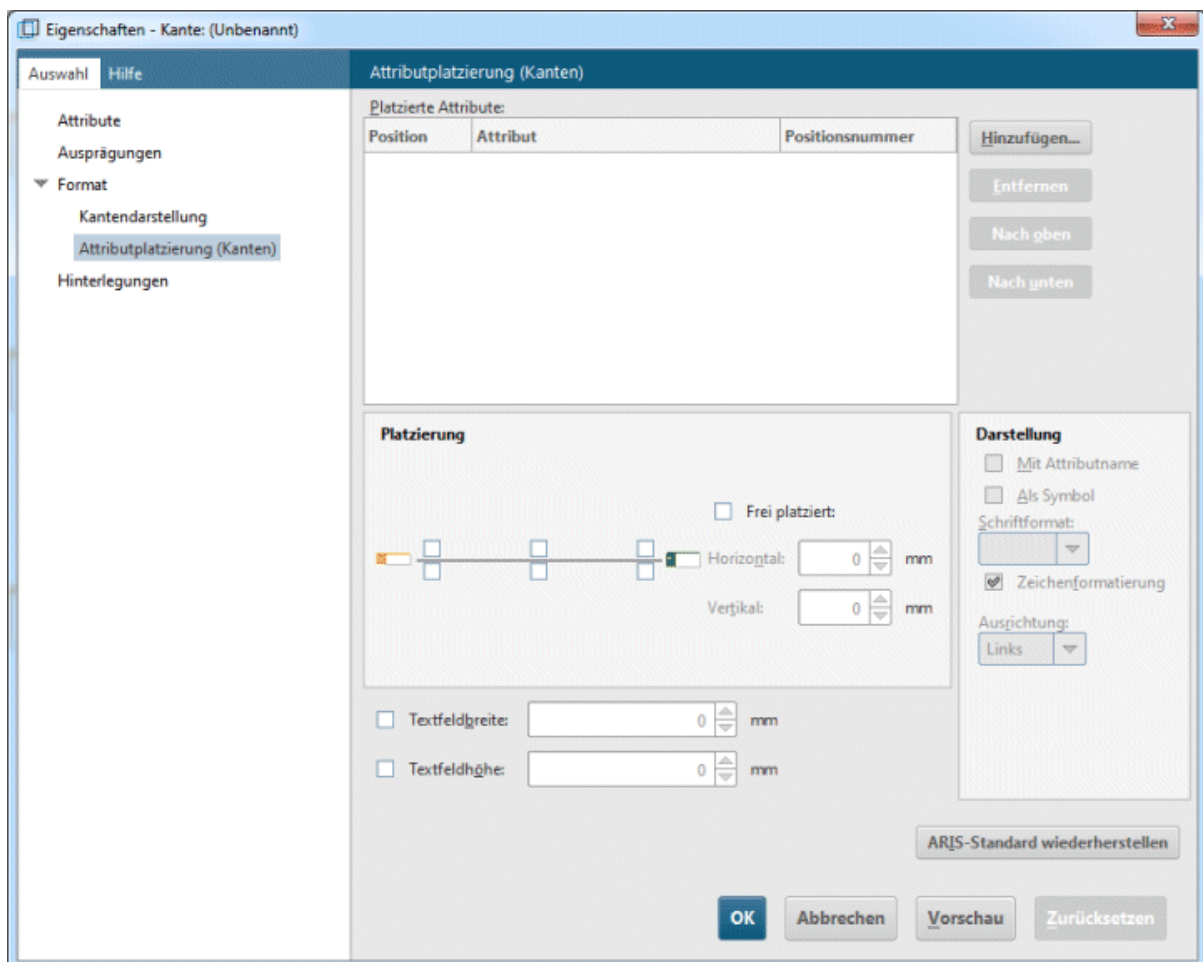 Eigenschaften - Kante: (Unbenannt)
Auswahl Hilfe
Attribute
Ausprägungen
Format
Kantendarstellung
Attributplatzierung (Kanten)
Hinterlegungen
Attributplatzierung (Kanten)
Platzierte Attribute:
Position Attribut Positionsnummer
Hinzufügen...
Entfernen
Nach oben
Nach unten
Platzierung
Frei platziert:
Horizontal: 0 mm
Vertikal: 0 mm
Darstellung
Mit Attributname
Als Symbol
Schriftformat:
Zeichenformatierung
Ausrichtung:
Links
Textfeldbreite: 0 mm
Textfeldhöhe: 0 mm
ARIS-Standard wiederherstellen
OK Abbrechen Vorschau Zurücksetzen